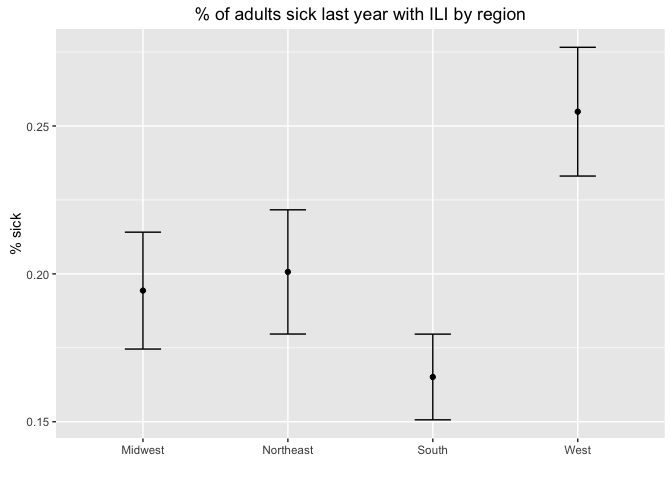 % of adults sick last year with ILI by region
% sick
0.25
0.20
0.15
Midwest Northeast South West